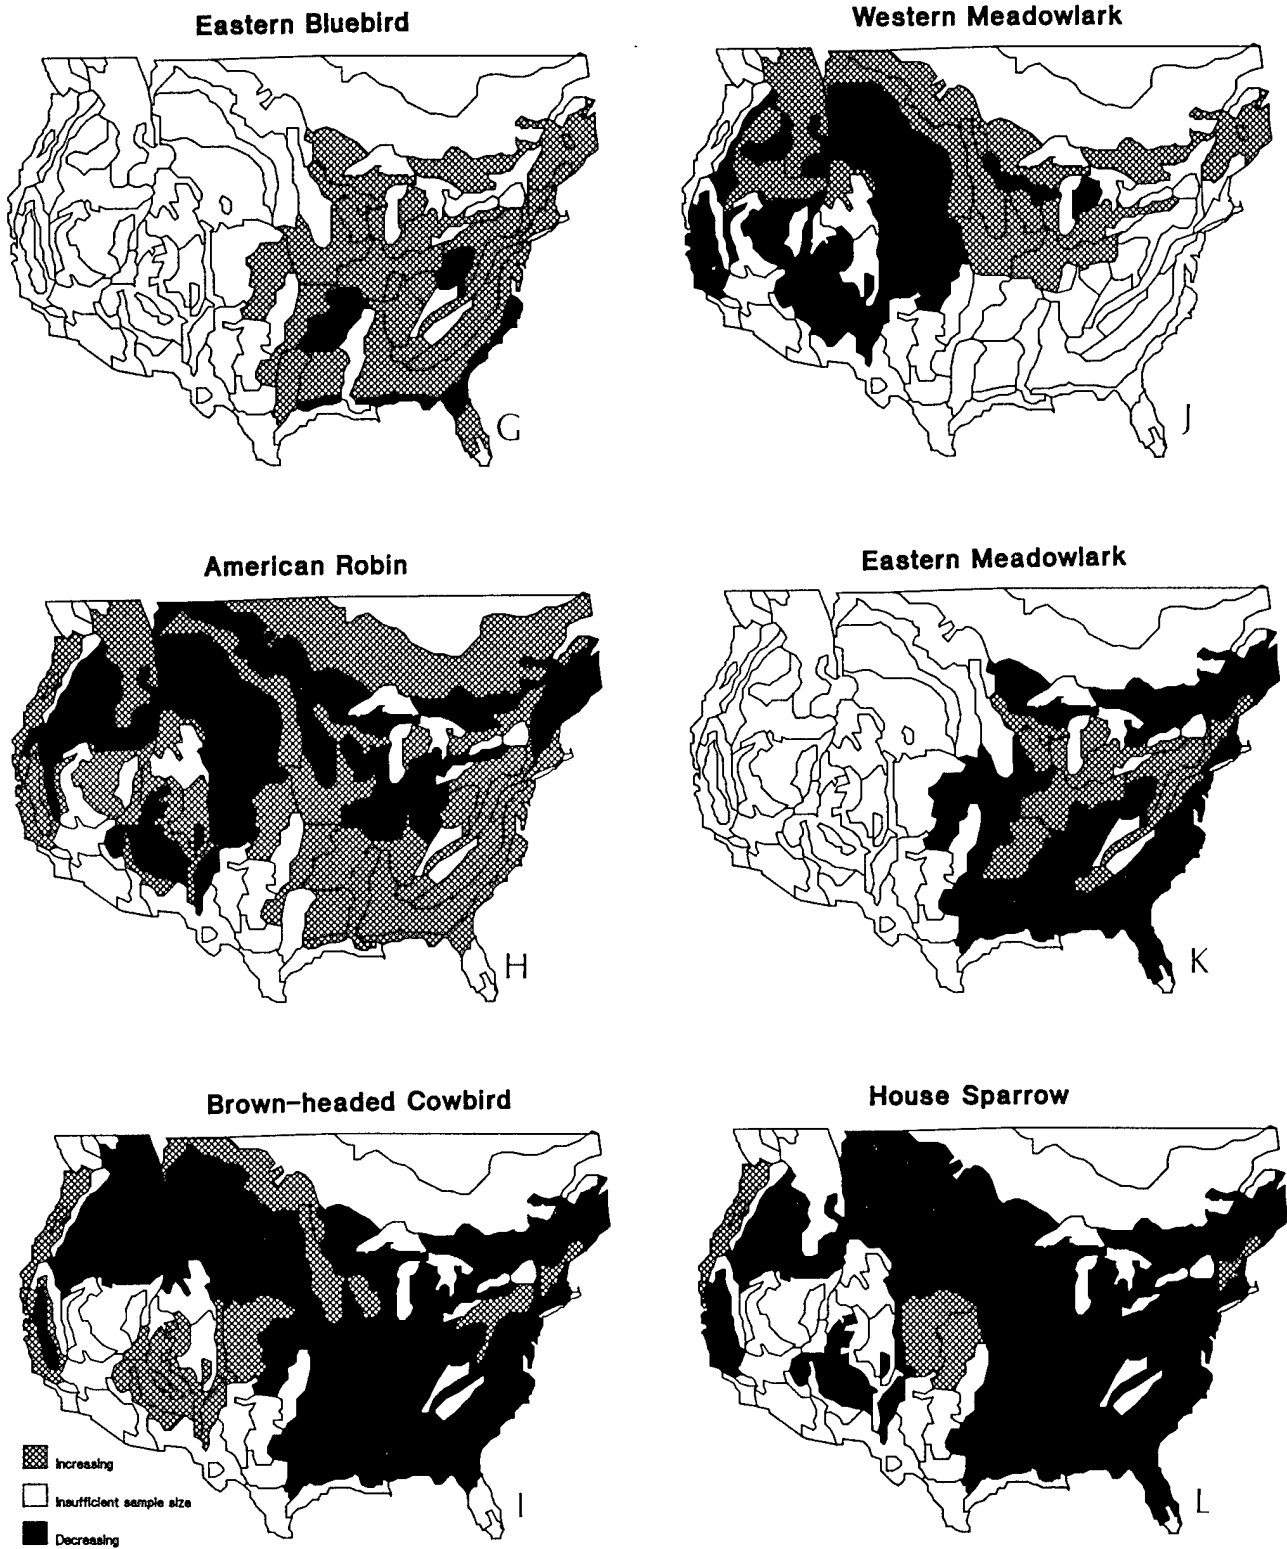 Eastern Bluebird
Western Meadowlark
G
J
American Robin
Eastern Meadowlark
H
K
Brown-headed Cowbird
House Sparrow
Increasing
Insufficient sample size
Decreasing
I
L